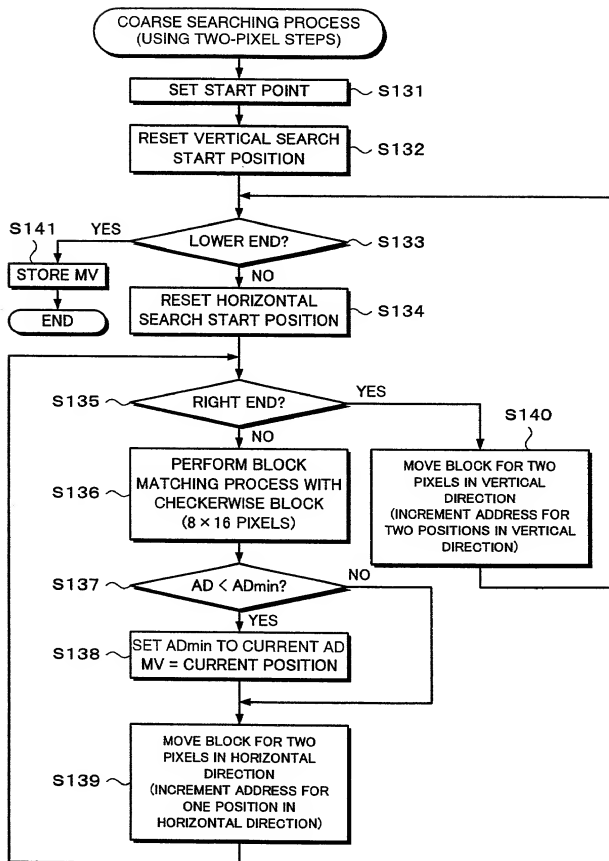 COARSE SEARCHING PROCESS
(USING TWO-PIXEL STEPS)
SET START POINT
S131
RESET VERTICAL SEARCH
START POSITION
S132
S141
YES
LOWER END?
S133
STORE MV
NO
END
RESET HORIZONTAL
SEARCH START POSITION
S134
S135
RIGHT END?
YES
NO
S140
S136
PERFORM BLOCK
MATCHING PROCESS WITH
CHECKERWISE BLOCK
(8 × 16 PIXELS)
MOVE BLOCK FOR TWO
PIXELS IN VERTICAL
DIRECTION
(INCREMENT ADDRESS FOR
TWO POSITIONS IN VERTICAL
DIRECTION)
S137
AD < ADmin?
NO
YES
S138
SET ADmin TO CURRENT AD
MV = CURRENT POSITION
S139
MOVE BLOCK FOR TWO
PIXELS IN HORIZONTAL
DIRECTION
(INCREMENT ADDRESS FOR
ONE POSITION IN
HORIZONTAL DIRECTION)